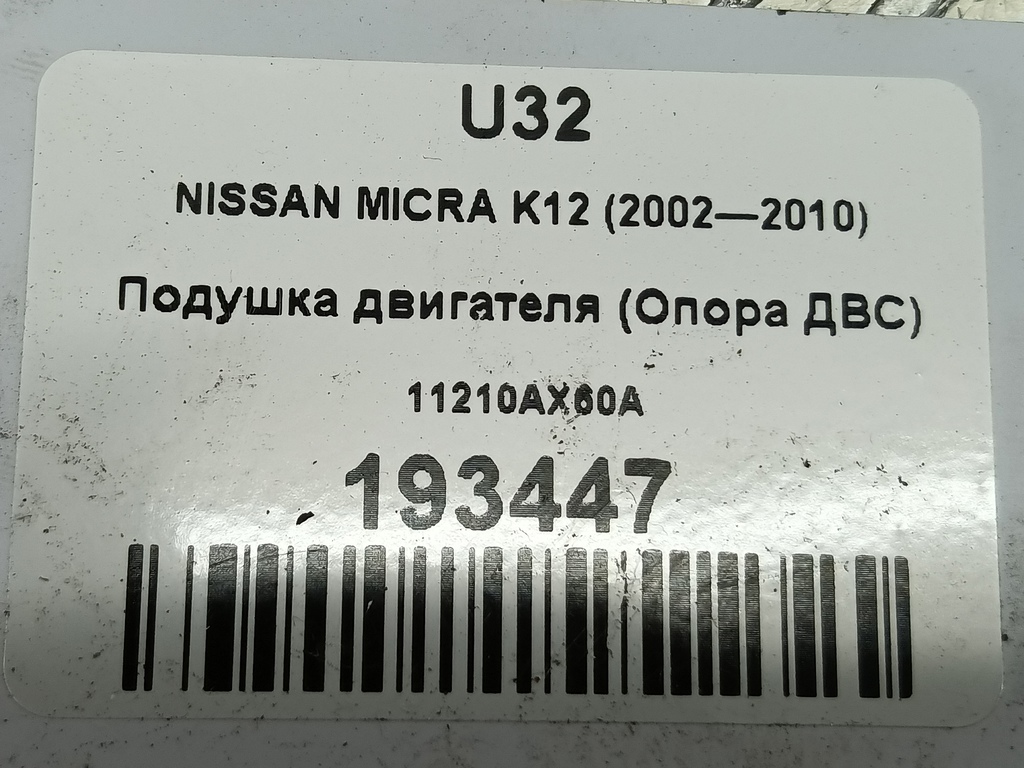 U32
NISSAN MICRA K12 (2002—2010)
Подушка двигателя (Опора ДВС)
11210AX60A
193447